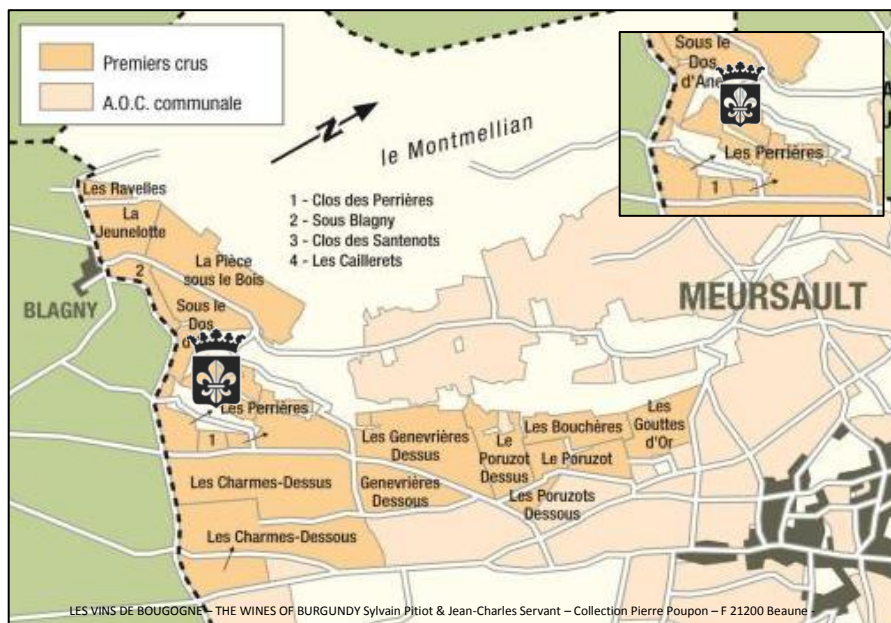 Premiers crus
A.O.C. communale
N
le Montmellian
1 - Clos des Perrières
2 - Sous Blagny
3 - Clos des Santenots
4 - Les Caillerets
Sous le
Dos
d'Ane
Les Perrières
1
Les Ravelles
La
Jeunelotte
La Pièce
sous le Bois
2
BLAGNY
Sous le
Dos
MEURSAULT
Les Perrières
1
Les Genevrières
Dessus
Le
Poruzot
Dessus
Les Bouchères
Le Poruzot
Les
Gouttes
d'Or
Les Charmes-Dessus
Genevrières
Dessous
Les Poruzots
Dessous
Les Charmes-Dessous
LES VINS DE BOUGOGNE – THE WINES OF BURGUNDY Sylvain Pitiot & Jean-Charles Servant – Collection Pierre Poupon – F 21200 Beaune -